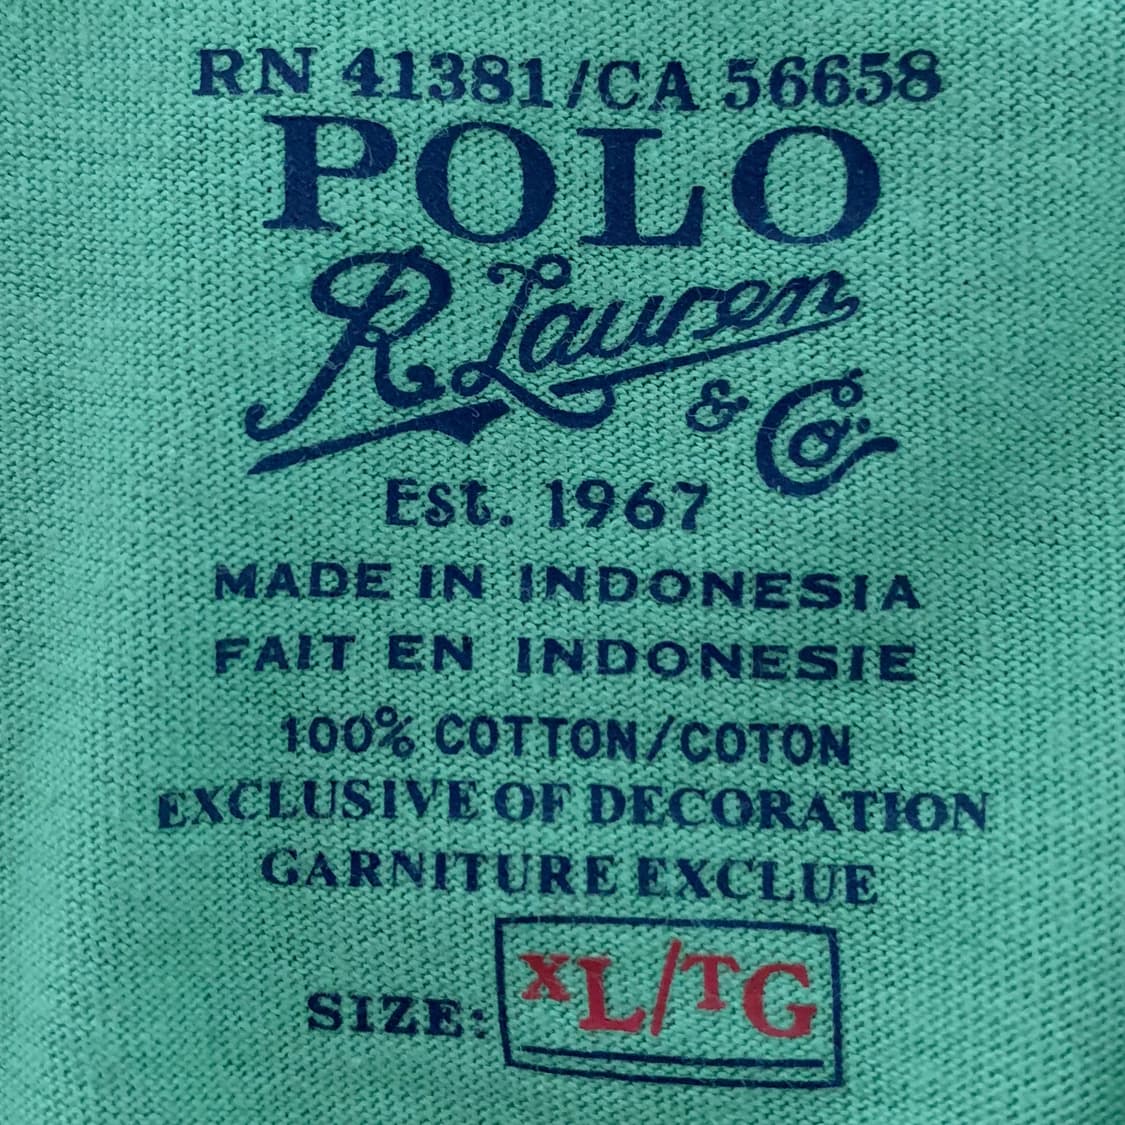 RN 41381/CA 56658
POLO
R. Lauren
& Co.
Est. 1967
MADE IN INDONESIA
FAIT EN INDONESIE
100% COTTON/COTON
EXCLUSIVE OF DECORATION
GARNITURE EXCLUE
SIZE: XL/TG